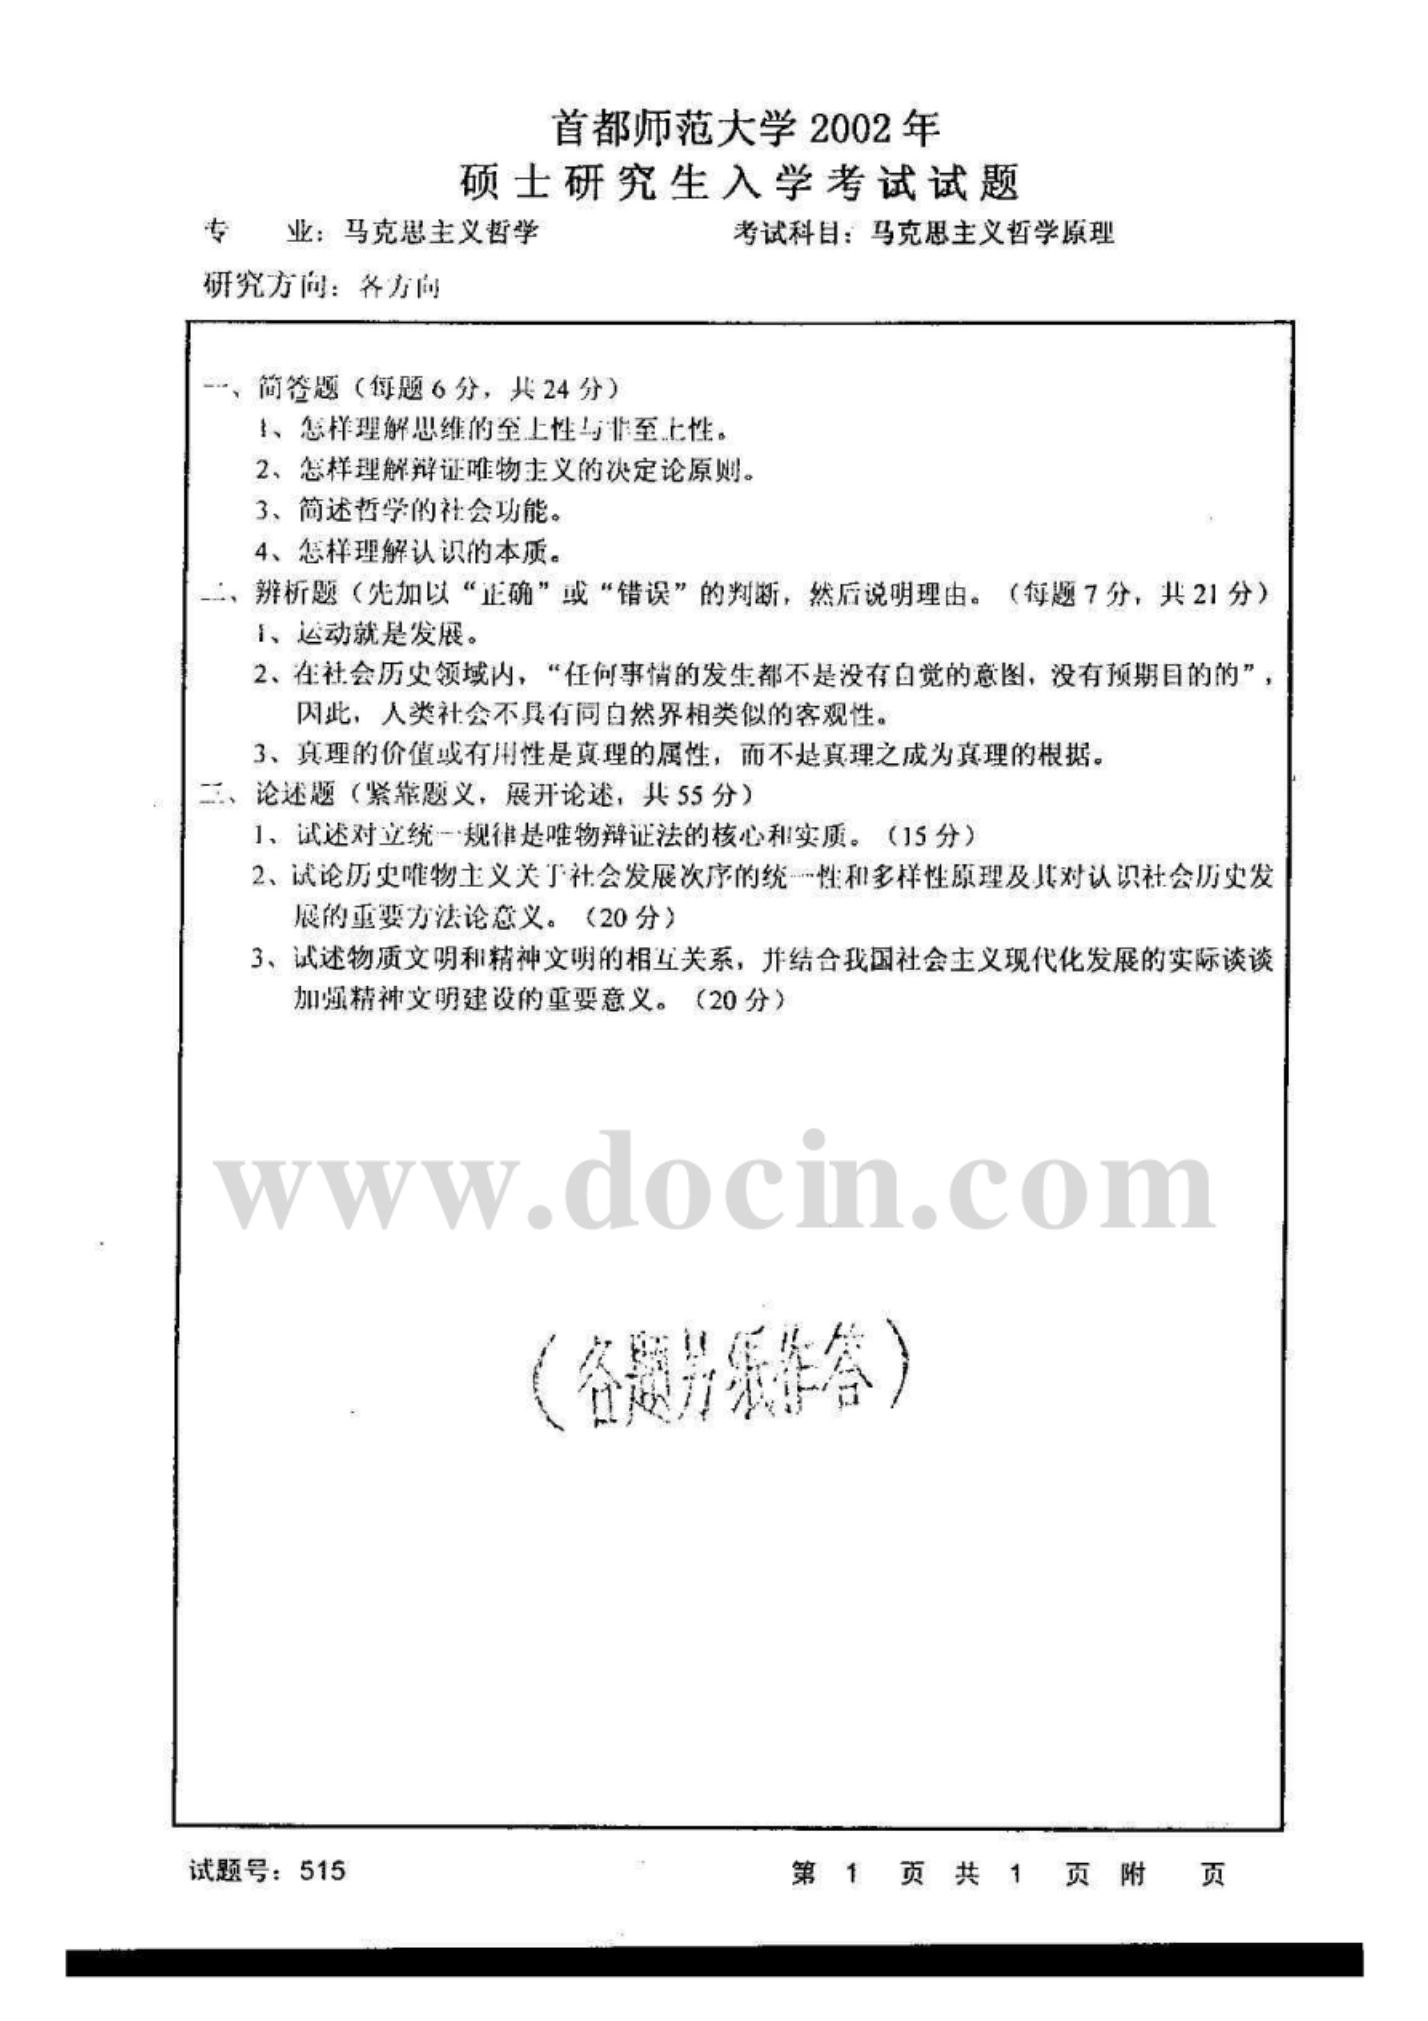 首都师范大学 2002 年
硕士研究生入学考试试题
专　　业：马克思主义哲学　　　　　　考试科目：马克思主义哲学原理
研究方向：各方向
一、简答题（每题 6 分，共 24 分）
1、怎样理解思维的至上性与非至上性。
2、怎样理解辩证唯物主义的决定论原则。
3、简述哲学的社会功能。
4、怎样理解认识的本质。
二、辨析题（先加以“正确”或“错误”的判断，然后说明理由。（每题 7 分，共 21 分）
1、运动就是发展。
2、在社会历史领域内，“任何事情的发生都不是没有自觉的意图，没有预期目的的”，
因此，人类社会不具有同自然界相类似的客观性。
3、真理的价值或有用性是真理的属性，而不是真理之成为真理的根据。
三、论述题（紧靠题义，展开论述，共 55 分）
1、试述对立统一规律是唯物辩证法的核心和实质。（15 分）
2、试论历史唯物主义关于社会发展次序的统一性和多样性原理及其对认识社会历史发
展的重要方法论意义。（20 分）
3、试述物质文明和精神文明的相互关系，并结合我国社会主义现代化发展的实际谈谈
加强精神文明建设的重要意义。（20 分）
www.docin.com
（各题另纸作答）
试题号：515　　　　　　第 1 页 共 1 页 附　页